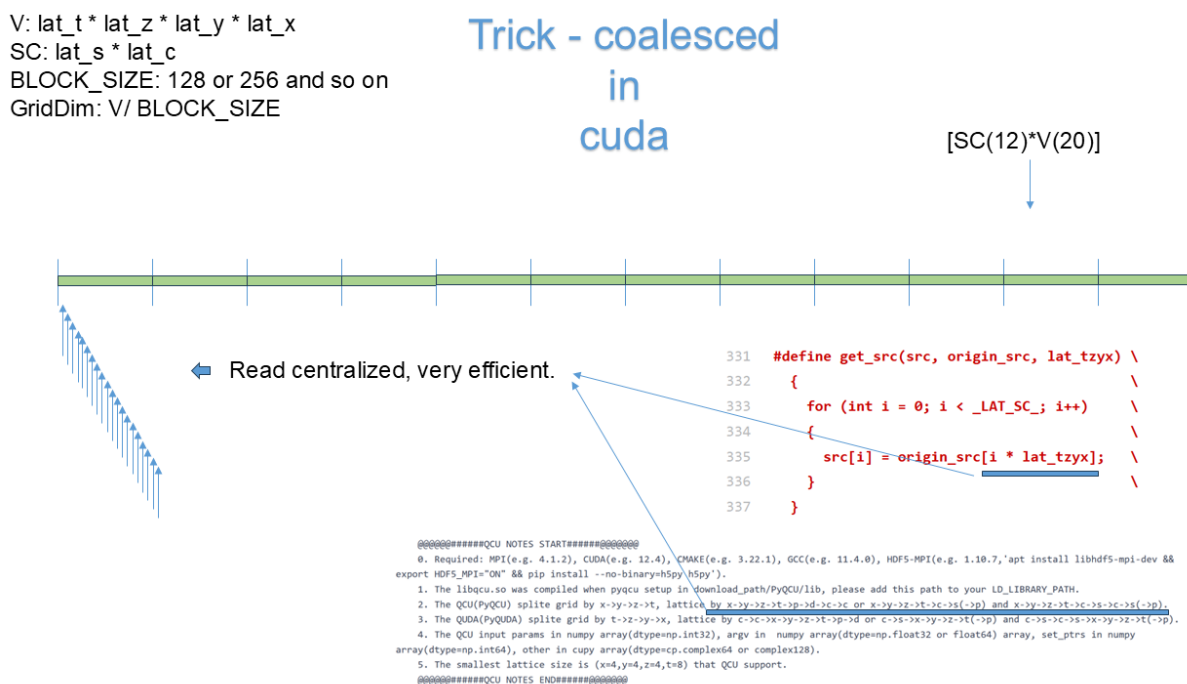 V: lat_t * lat_z * lat_y * lat_x
SC: lat_s * lat_c
BLOCK_SIZE: 128 or 256 and so on
GridDim: V/ BLOCK_SIZE
Trick - coalesced
in
cuda
[SC(12)*V(20)]
Read centralized, very efficient.
331 #define get_src(src, origin_src, lat_tzyx) \
332 { \
333 for (int i = 0; i < _LAT_SC_; i++) \
334 { \
335 src[i] = origin_src[i * lat_tzyx]; \
336 } \
337 }
@@@@@@######QCU NOTES START######@@@@@@@
0. Required: MPI(e.g. 4.1.2), CUDA(e.g. 12.4), CMAKE(e.g. 3.22.1), GCC(e.g. 11.4.0), HDF5-MPI(e.g. 1.10.7,'apt install libhdf5-mpi-dev &&
export HDF5_MPI="ON" && pip install --no-binary=h5py h5py').
1. The libqcu.so was compiled when pyqcu setup in download_path/PyQCU/lib, please add this path to your LD_LIBRARY_PATH.
2. The QCU(PyQCU) splite grid by x->y->z->t, lattice by x->y->z->t->p->d->c->c or x->y->z->t->c->s(->p) and x->y->z->t->c->s->c->s(->p).
3. The QUDA(PyQUDA) splite grid by t->z->y->x, lattice by c->c->x->y->z->t->p->d or c->s->x->y->z->t(->p) and c->s->c->s->x->y->z->t(->p).
4. The QCU input params in numpy array(dtype=np.int32), argv in numpy array(dtype=np.float32 or float64) array, set_ptrs in numpy
array(dtype=np.int64), other in cupy array(dtype=cp.complex64 or complex128).
5. The smallest lattice size is (x=4,y=4,z=4,t=8) that QCU support.
@@@@@@######QCU NOTES END######@@@@@@@